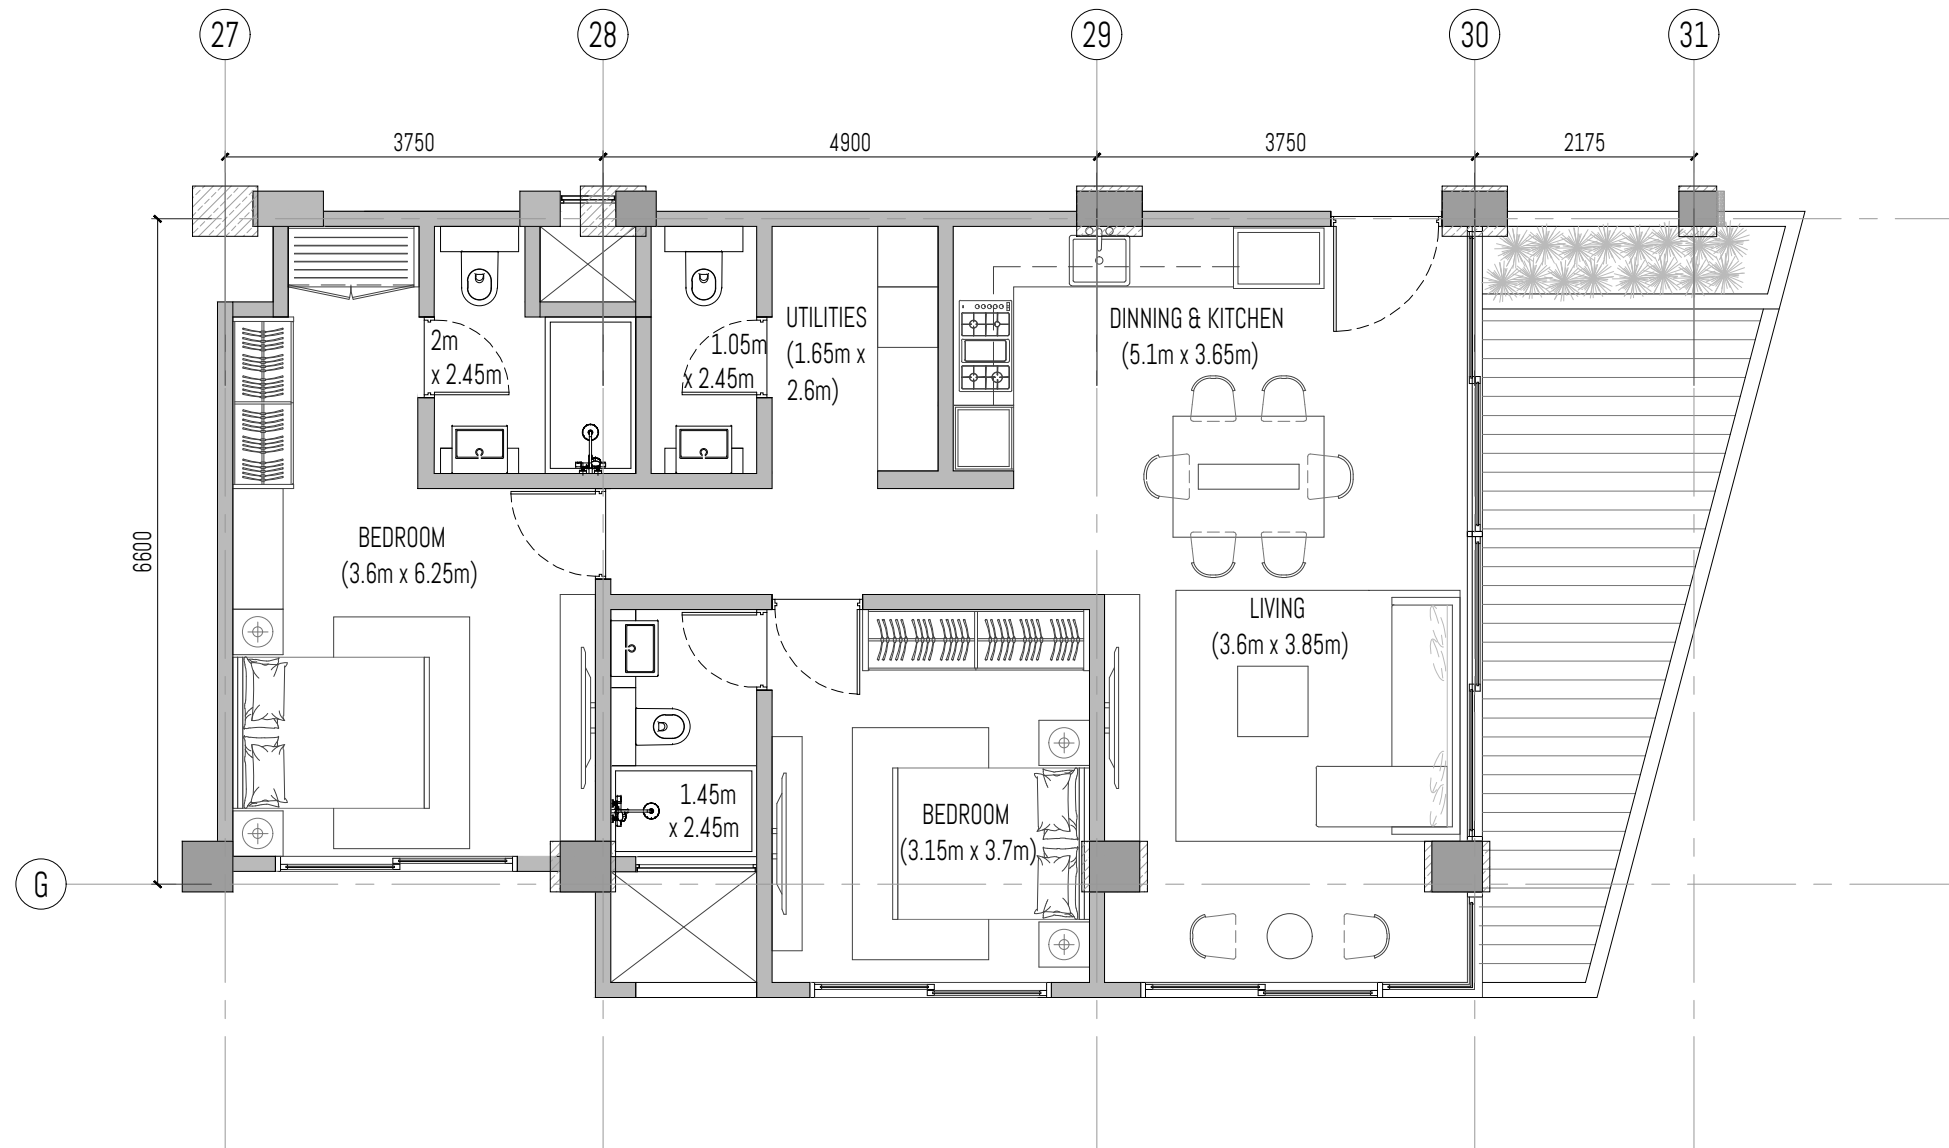 27
28
29
30
31
3750
4900
3750
2175
6600
2m
x 2.45m
1.05m
x 2.45m
UTILITIES
(1.65m x
2.6m)
DINNING & KITCHEN
(5.1m x 3.65m)
BEDROOM
(3.6m x 6.25m)
LIVING
(3.6m x 3.85m)
1.45m
x 2.45m
BEDROOM
(3.15m x 3.7m)
G